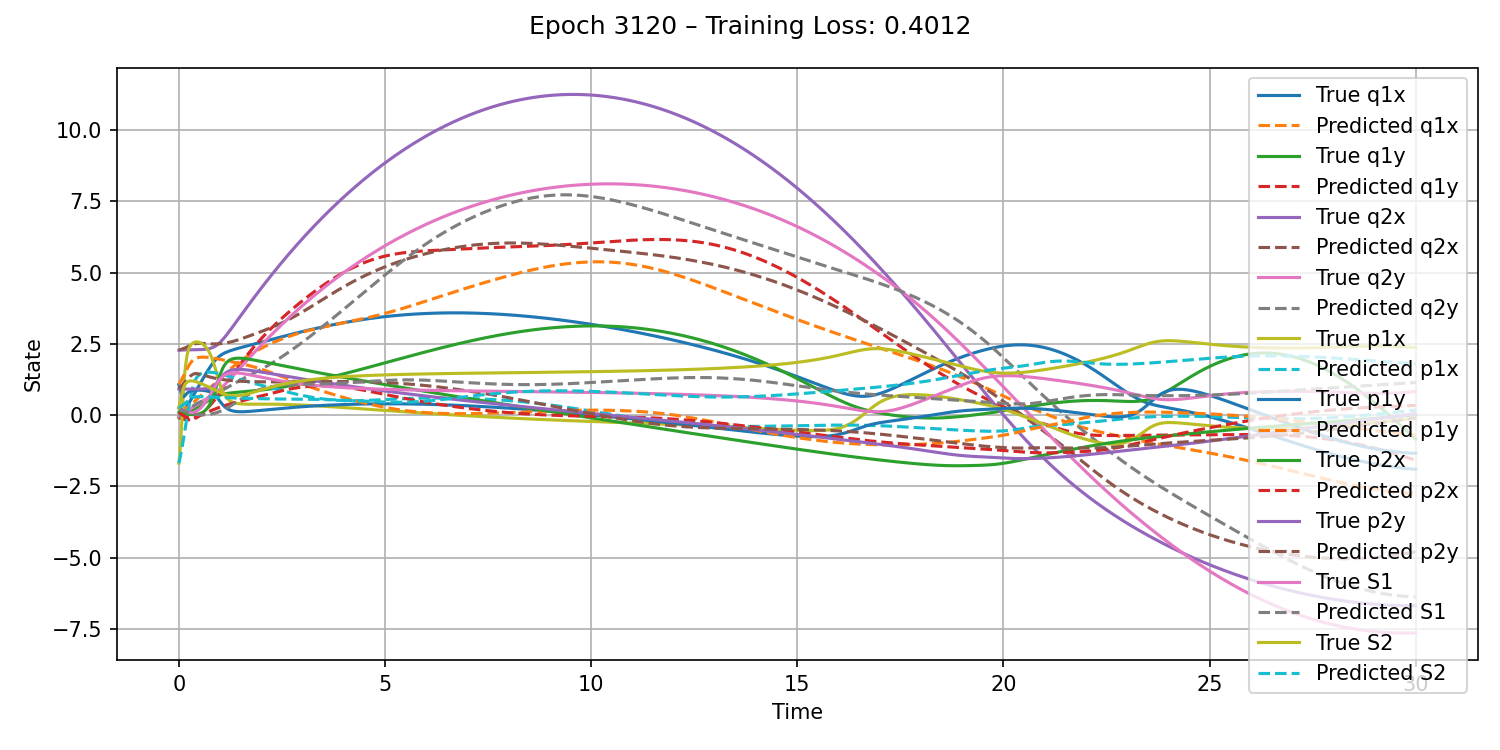 Epoch 3120 – Training Loss: 0.4012
State
10.0
7.5
5.0
2.5
0.0
−2.5
−5.0
−7.5
True q1x
Predicted q1x
True q1y
Predicted q1y
True q2x
Predicted q2x
True q2y
Predicted q2y
True p1x
Predicted p1x
True p1y
Predicted p1y
True p2x
Predicted p2x
True p2y
Predicted p2y
True S1
Predicted S1
True S2
Predicted S2
0 5 10 15 20 25 30
Time